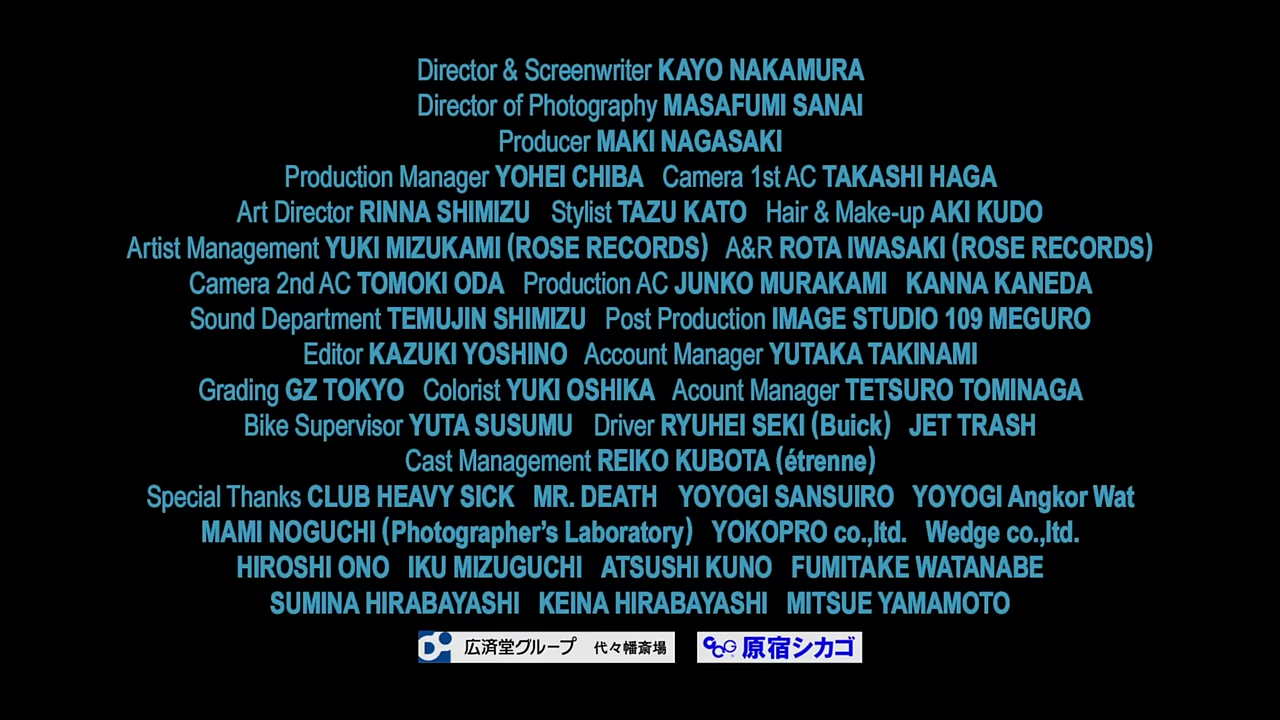 Director & Screenwriter KAYO NAKAMURA
Director of Photography MASAFUMI SANAI
Producer MAKI NAGASAKI
Production Manager YOHEI CHIBA Camera 1st AC TAKASHI HAGA
Art Director RINNA SHIMIZU Stylist TAZU KATO Hair & Make-up AKI KUDO
Artist Management YUKI MIZUKAMI (ROSE RECORDS) A&R ROTA IWASAKI (ROSE RECORDS)
Camera 2nd AC TOMOKI ODA Production AC JUNKO MURAKAMI KANNA KANEDA
Sound Department TEMUJIN SHIMIZU Post Production IMAGE STUDIO 109 MEGURO
Editor KAZUKI YOSHINO Account Manager YUTAKA TAKINAMI
Grading GZ TOKYO Colorist YUKI OSHIKA Acount Manager TETSURO TOMINAGA
Bike Supervisor YUTA SUSUMU Driver RYUHEI SEKI (Buick) JET TRASH
Cast Management REIKO KUBOTA (étrenne)
Special Thanks CLUB HEAVY SICK MR. DEATH YOYOGI SANSUIRO YOYOGI Angkor Wat
MAMI NOGUCHI (Photographer's Laboratory) YOKOPRO co.,ltd. Wedge co.,ltd.
HIROSHI ONO IKU MIZUGUCHI ATSUSHI KUNO FUMITAKE WATANABE
SUMINA HIRABAYASHI KEINA HIRABAYASHI MITSUE YAMAMOTO
広済堂グループ 代々幡斎場 原宿シカゴ